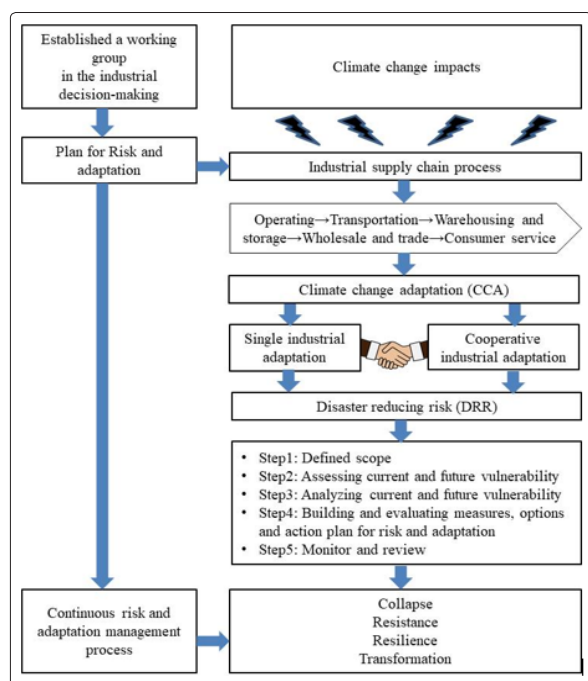 Established a working
group
in the industrial
decision-making
Climate change impacts
Plan for Risk and
adaptation
Industrial supply chain process
Operating→Transportation→Warehousing and
storage→Wholesale and trade→Consumer service
Climate change adaptation (CCA)
Single industrial
adaptation
Cooperative
industrial adaptation
Disaster reducing risk (DRR)
• Step1: Defined scope
• Step2: Assessing current and future vulnerability
• Step3: Analyzing current and future vulnerability
• Step4: Building and evaluating measures, options
and action plan for risk and adaptation
• Step5: Monitor and review
Continuous risk and
adaptation management
process
Collapse
Resistance
Resilience
Transformation